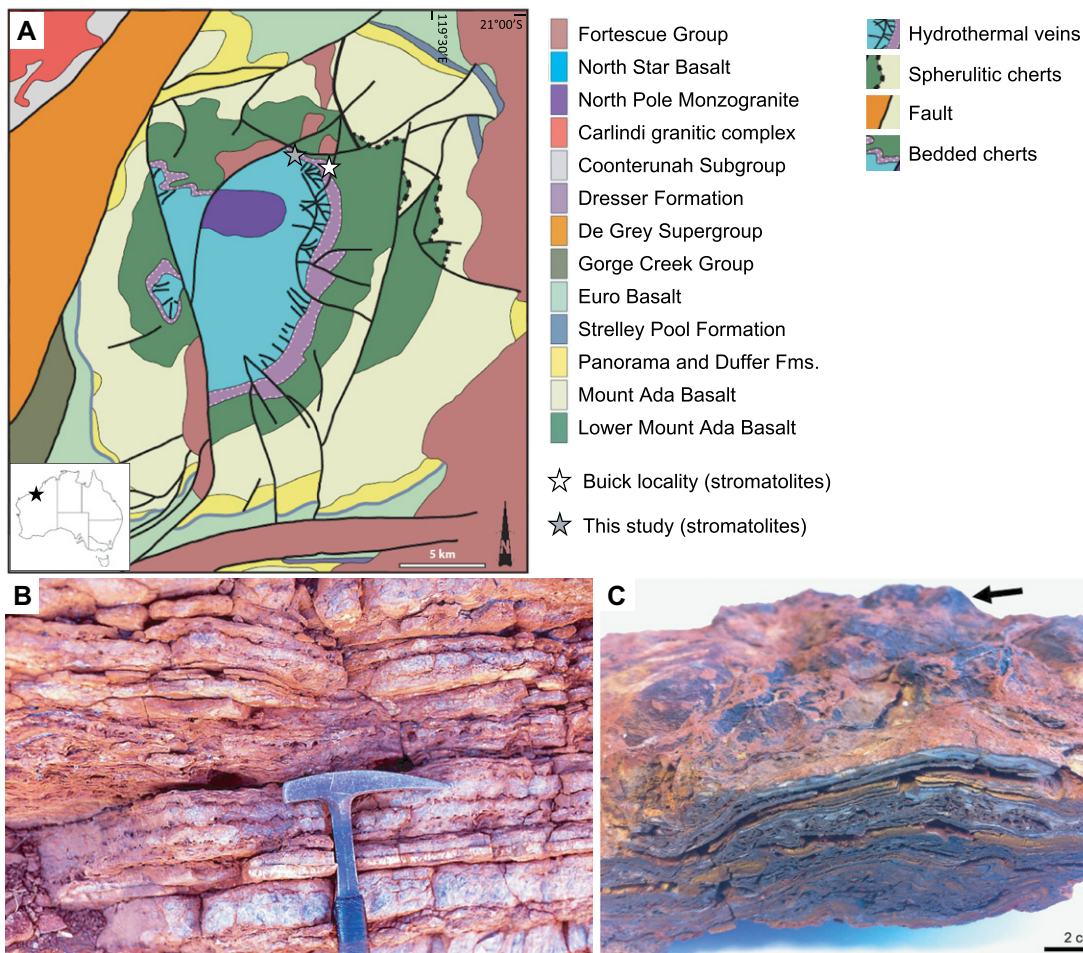 A
119°30'E
21°00'S
5 km
N
Fortescue Group
North Star Basalt
North Pole Monzogranite
Carlindi granitic complex
Coonterunah Subgroup
Dresser Formation
De Grey Supergroup
Gorge Creek Group
Euro Basalt
Strelley Pool Formation
Panorama and Duffer Fms.
Mount Ada Basalt
Lower Mount Ada Basalt
Buick locality (stromatolites)
This study (stromatolites)
Hydrothermal veins
Spherulitic cherts
Fault
Bedded cherts
B
C
2 c